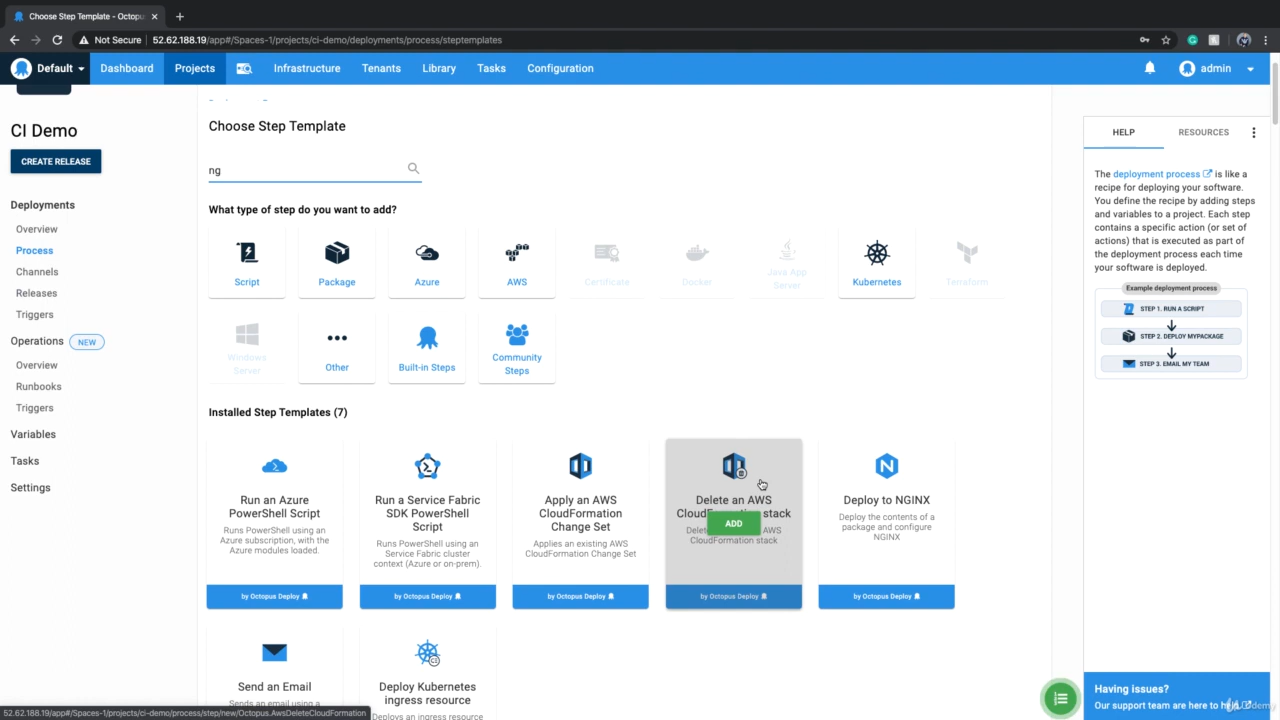 Choose Step Template - Octopus
Not Secure
52.62.188.19/app#/Spaces-1/projects/ci-demo/deployments/process/steptemplates
Default
Dashboard
Projects
Infrastructure
Tenants
Library
Tasks
Configuration
admin
CI Demo
CREATE RELEASE
Deployments
Overview
Process
Channels
Releases
Triggers
Operations
NEW
Overview
Runbooks
Triggers
Variables
Tasks
Settings
Choose Step Template
ng
What type of step do you want to add?
Script
Package
Azure
AWS
Certificate
Docker
Java App
Server
Kubernetes
Terraform
Windows
Server
Other
Built-in Steps
Community
Steps
Installed Step Templates (7)
Run an Azure
PowerShell Script
Runs PowerShell using an
Azure subscription, with the
Azure modules loaded.
by Octopus Deploy
Run a Service Fabric
SDK PowerShell
Script
Runs PowerShell using an
Service Fabric cluster
context (Azure or on-prem).
by Octopus Deploy
Apply an AWS
CloudFormation
Change Set
Applies an existing AWS
CloudFormation Change Set
by Octopus Deploy
Delete an AWS
CloudFormation stack
ADD
AWS
CloudFormation stack
by Octopus Deploy
Deploy to NGINX
Deploy the contents of a
package and configure
NGINX
by Octopus Deploy
Send an Email
Sends an email using a
Deploy Kubernetes
ingress resource
Deploys an ingress resource
HELP
RESOURCES
The deployment process is like a
recipe for deploying your software.
You define the recipe by adding steps
and variables to a project. Each step
contains a specific action (or set of
actions) that is executed as part of
the deployment process each time
your software is deployed.
Example deployment process
STEP 1. RUN A SCRIPT
STEP 2. DEPLOY MYPACKAGE
STEP 3. EMAIL MY TEAM
Having issues?
Our support team are here to
Udemy
52.62.188.19/app#/Spaces-1/projects/ci-demo/process/step/new/Octopus.AwsDeleteCloudFormation